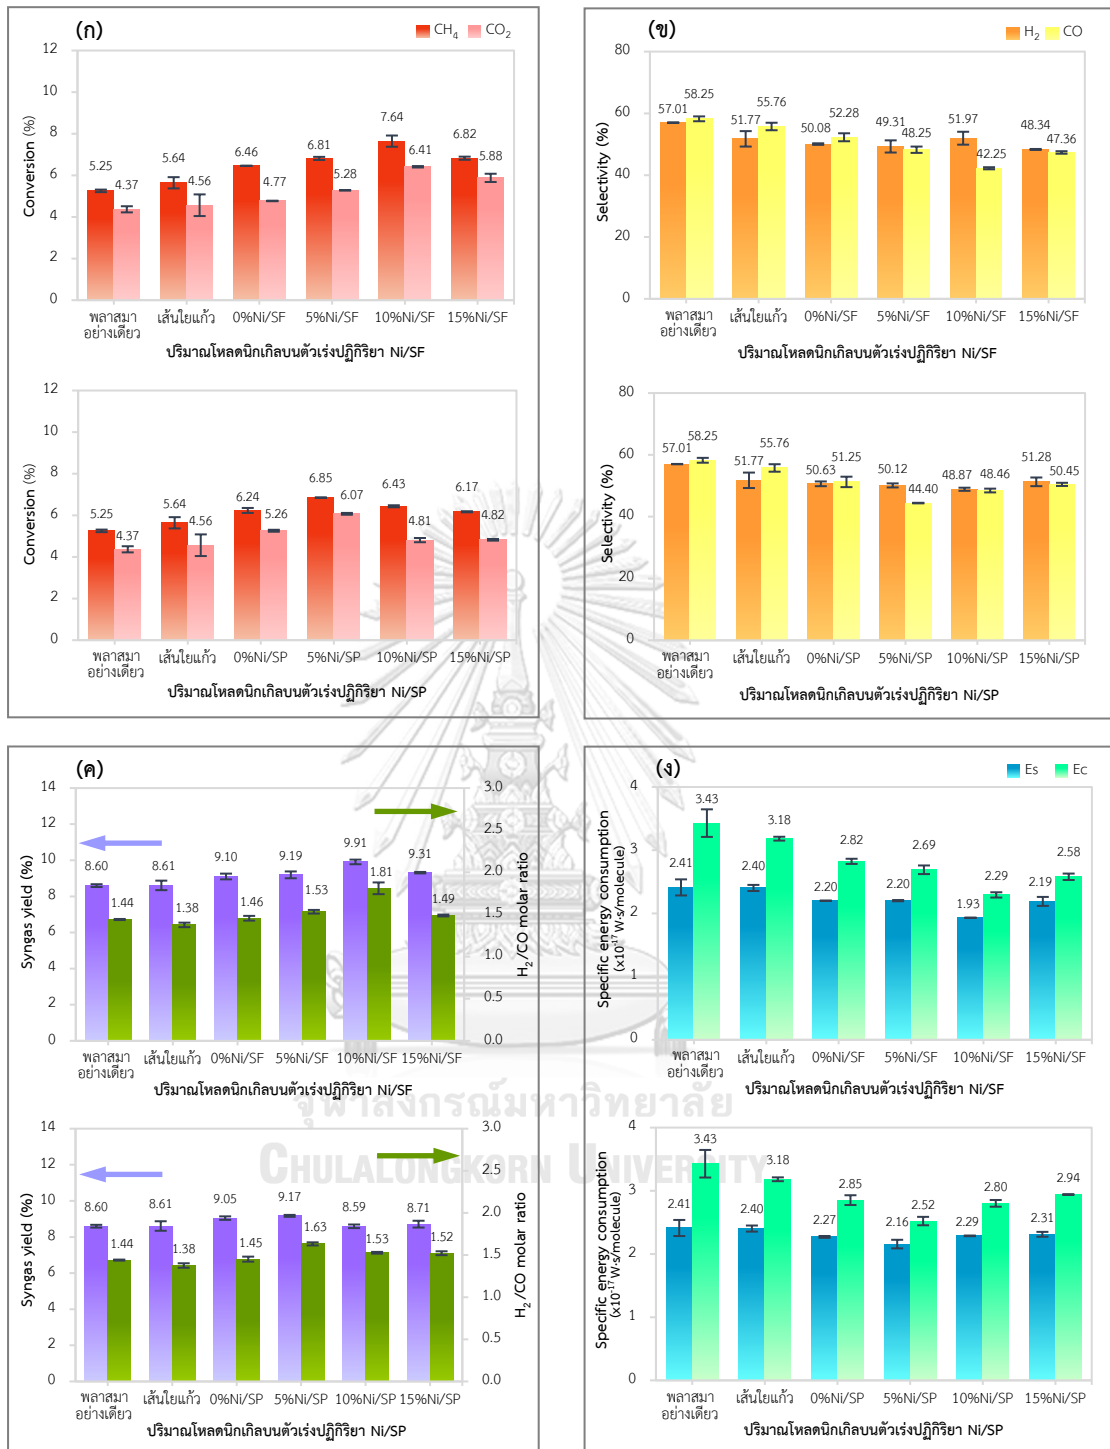 (ก)
CH4 CO2
Conversion (%)
12
10
8
6
4
2
0
5.25 4.37 5.64 4.56 6.46 4.77 6.81 5.28 7.64 6.41 6.82 5.88
พลาสมา เส้นใยแก้ว 0%Ni/SF 5%Ni/SF 10%Ni/SF 15%Ni/SF
อย่างเดียว
ปริมาณโหลดนิกเกิลบนตัวเร่งปฏิกิริยา Ni/SF
Conversion (%)
12
10
8
6
4
2
0
5.25 4.37 5.64 4.56 6.24 5.26 6.85 6.07 6.43 4.81 6.17 4.82
พลาสมา เส้นใยแก้ว 0%Ni/SP 5%Ni/SP 10%Ni/SP 15%Ni/SP
อย่างเดียว
ปริมาณโหลดนิกเกิลบนตัวเร่งปฏิกิริยา Ni/SP
(ข)
H2 CO
Selectivity (%)
80
60
40
20
0
57.01 58.25 51.77 55.76 50.08 52.28 49.31 48.25 51.97 42.25 48.34 47.36
พลาสมา เส้นใยแก้ว 0%Ni/SF 5%Ni/SF 10%Ni/SF 15%Ni/SF
อย่างเดียว
ปริมาณโหลดนิกเกิลบนตัวเร่งปฏิกิริยา Ni/SF
Selectivity (%)
80
60
40
20
0
57.01 58.25 51.77 55.76 50.63 51.25 50.12 44.40 48.87 48.46 51.28 50.45
พลาสมา เส้นใยแก้ว 0%Ni/SP 5%Ni/SP 10%Ni/SP 15%Ni/SP
อย่างเดียว
ปริมาณโหลดนิกเกิลบนตัวเร่งปฏิกิริยา Ni/SP
(ค)
Syngas yield (%)
14
12
10
8
6
4
2
0
8.60 1.44 8.61 1.38 9.10 1.46 9.19 1.53 9.91 1.81 9.31 1.49
3.0
2.5
2.0
1.5
1.0
0.5
0.0
H2/CO molar ratio
พลาสมา เส้นใยแก้ว 0%Ni/SF 5%Ni/SF 10%Ni/SF 15%Ni/SF
อย่างเดียว
ปริมาณโหลดนิกเกิลบนตัวเร่งปฏิกิริยา Ni/SF
Syngas yield (%)
14
12
10
8
6
4
2
0
8.60 1.44 8.61 1.38 9.05 1.45 9.17 1.63 8.59 1.53 8.71 1.52
3.0
2.5
2.0
1.5
1.0
0.5
0.0
H2/CO molar ratio
พลาสมา เส้นใยแก้ว 0%Ni/SP 5%Ni/SP 10%Ni/SP 15%Ni/SP
อย่างเดียว
ปริมาณโหลดนิกเกิลบนตัวเร่งปฏิกิริยา Ni/SP
(ง)
Es Ec
Specific energy consumption
(x10-17 W·s/molecule)
4
3
2
1
0
2.41 3.43 2.40 3.18 2.20 2.82 2.20 2.69 1.93 2.29 2.19 2.58
พลาสมา เส้นใยแก้ว 0%Ni/SF 5%Ni/SF 10%Ni/SF 15%Ni/SF
อย่างเดียว
ปริมาณโหลดนิกเกิลบนตัวเร่งปฏิกิริยา Ni/SF
Specific energy consumption
(x10-17 W·s/molecule)
4
3
2
1
0
2.41 3.43 2.40 3.18 2.27 2.85 2.16 2.52 2.29 2.80 2.31 2.94
พลาสมา เส้นใยแก้ว 0%Ni/SP 5%Ni/SP 10%Ni/SP 15%Ni/SP
อย่างเดียว
ปริมาณโหลดนิกเกิลบนตัวเร่งปฏิกิริยา Ni/SP
จุฬาลงกรณ์มหาวิทยาลัย
CHULALONGKORN UNIVERSITY